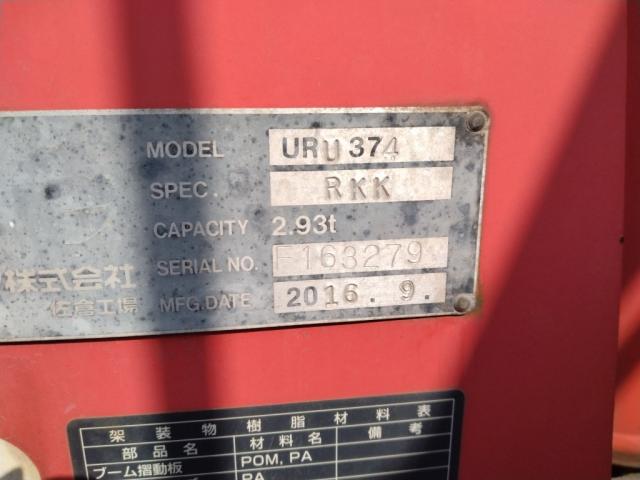 MODEL URU374
SPEC. RKK
CAPACITY 2.93t
株式会社 SERIAL NO. F163279
佐倉工場 MFG.DATE 2016.9.
架装物樹脂材料表
部品名 材料名 備考
ブーム摺動板 POM, PA
PA